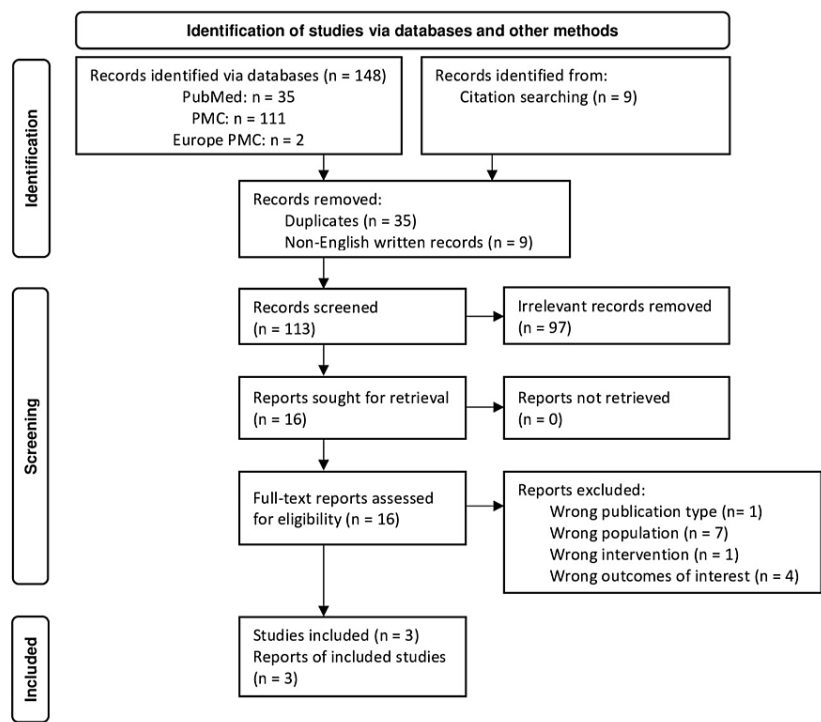 Identification of studies via databases and other methods
Identification
Records identified via databases (n = 148)
PubMed: n = 35
PMC: n = 111
Europe PMC: n = 2
Records identified from:
Citation searching (n = 9)
Records removed:
Duplicates (n = 35)
Non-English written records (n = 9)
Screening
Records screened
(n = 113)
Irrelevant records removed
(n = 97)
Reports sought for retrieval
(n = 16)
Reports not retrieved
(n = 0)
Full-text reports assessed
for eligibility (n = 16)
Reports excluded:
Wrong publication type (n= 1)
Wrong population (n = 7)
Wrong intervention (n = 1)
Wrong outcomes of interest (n = 4)
Included
Studies included (n = 3)
Reports of included studies
(n = 3)